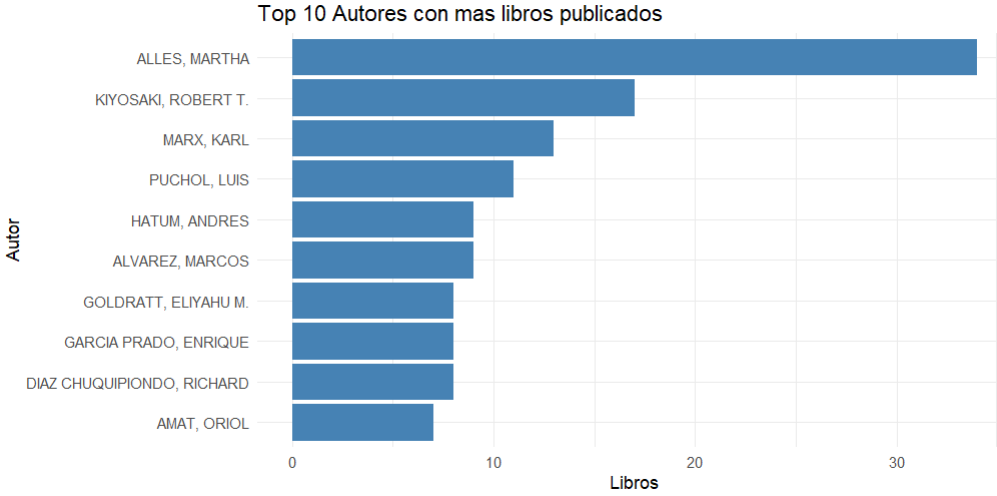 Top 10 Autores con mas libros publicados
ALLES, MARTHA
KIYOSAKI, ROBERT T.
MARX, KARL
PUCHOL, LUIS
HATUM, ANDRES
ALVAREZ, MARCOS
GOLDRATT, ELIYAHU M.
GARCIA PRADO, ENRIQUE
DIAZ CHUQUIPIONDO, RICHARD
AMAT, ORIOL
Autor
0 10 20 30
Libros